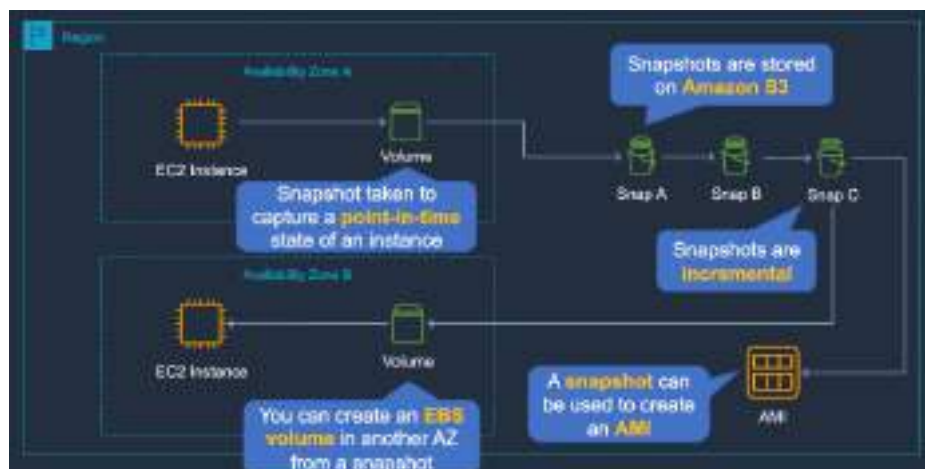 Region
Availability Zone A
Snapshots are stored
on Amazon S3
EC2 Instance
Volume
Snap A
Snap B
Snap C
Snapshot taken to
capture a point-in-time
state of an instance
Snapshots are
incremental
Availability Zone B
EC2 Instance
Volume
A snapshot can
be used to create
an AMI
AMI
You can create an EBS
volume in another AZ
from a snapshot